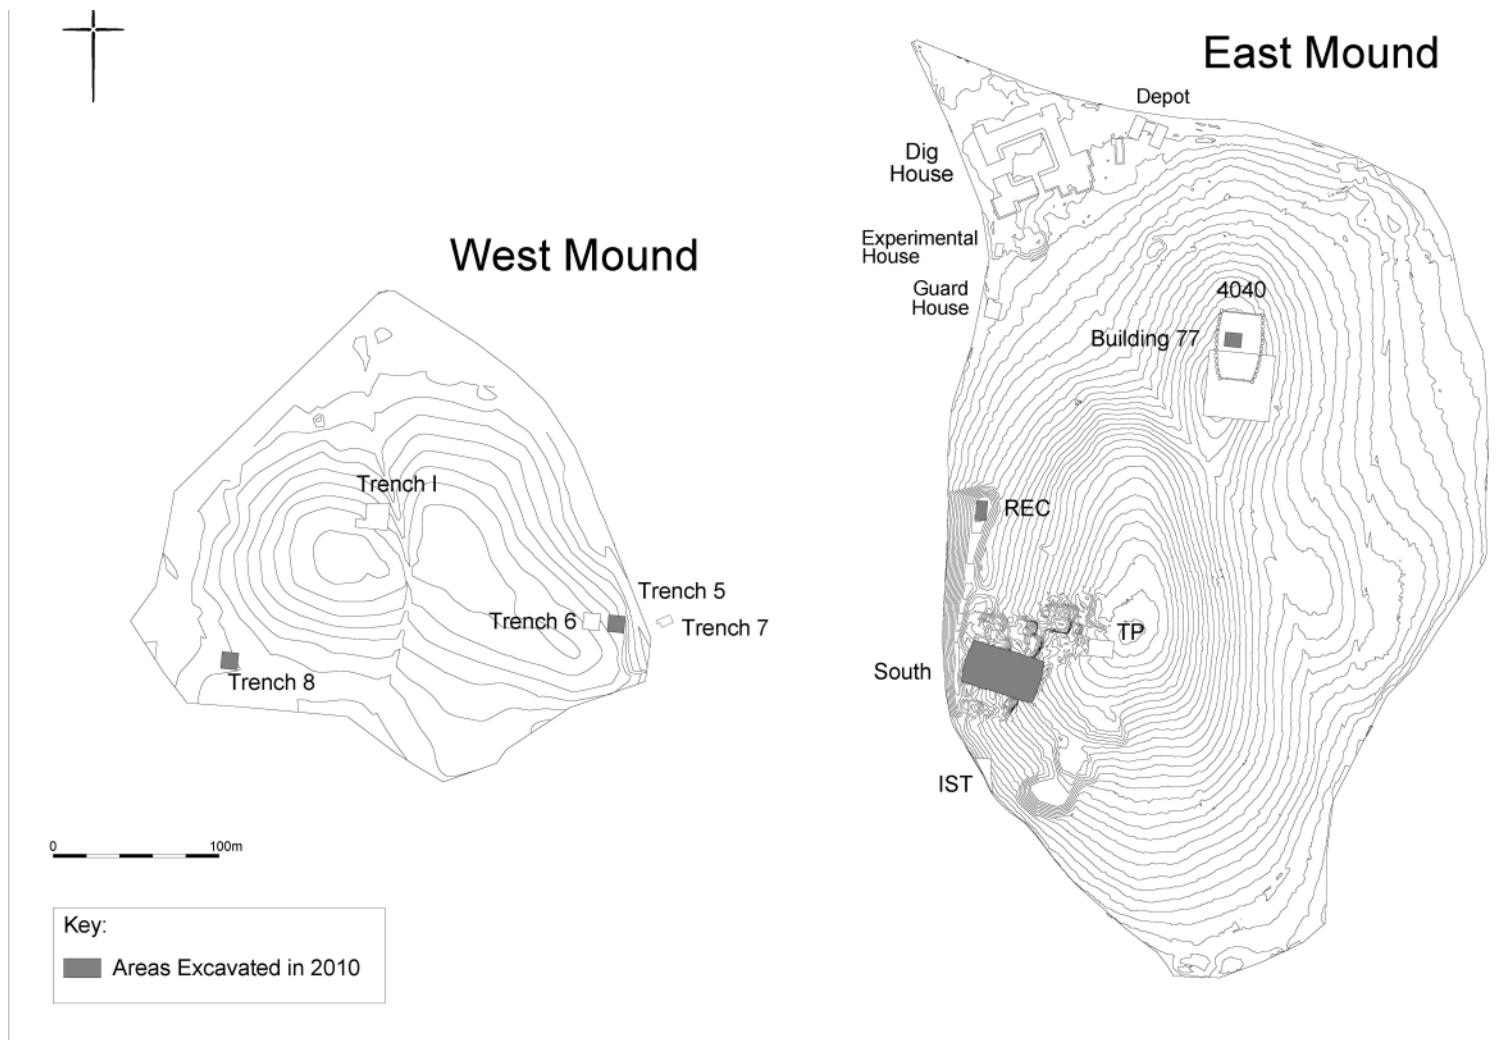 East Mound
Depot
Dig
House
West Mound
Experimental
House
Guard
House
4040
Building 77
Trench I
REC
Trench 5
Trench 6
Trench 7
TP
South
Trench 8
IST
0 100m
Key:
Areas Excavated in 2010